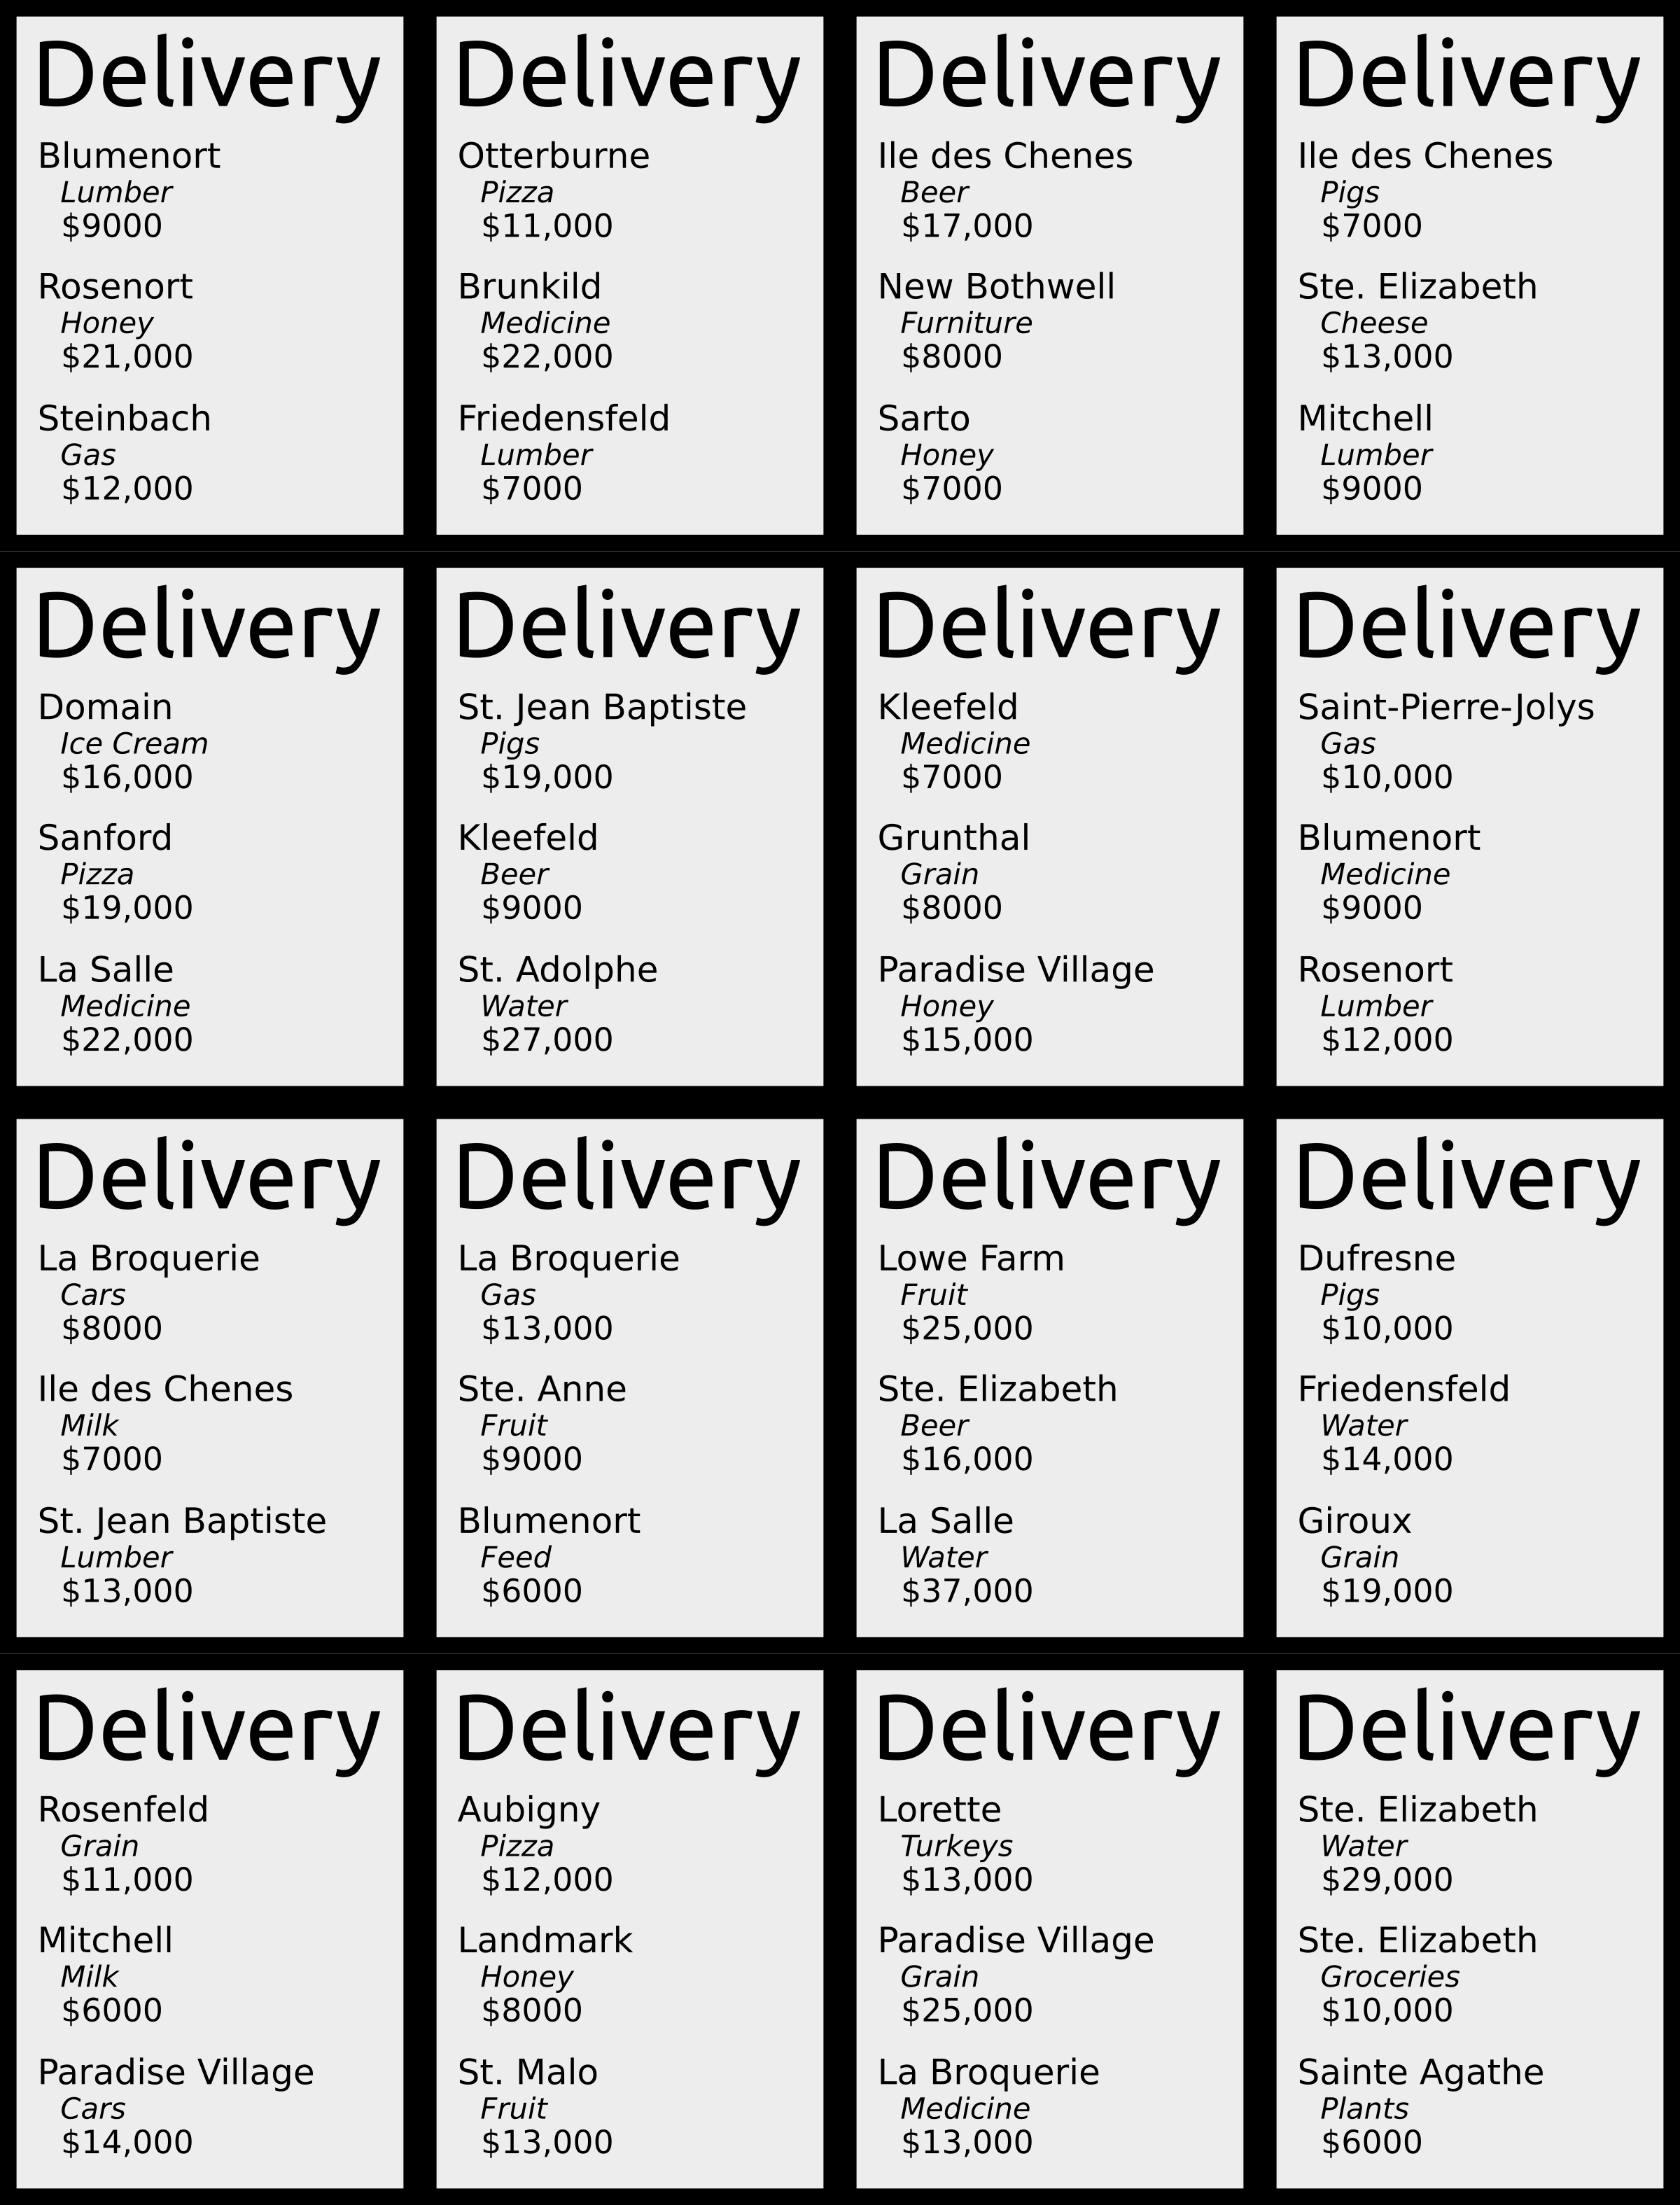 Delivery
Blumenort
Lumber
$9000
Rosenort
Honey
$21,000
Steinbach
Gas
$12,000
Delivery
Otterburne
Pizza
$11,000
Brunkild
Medicine
$22,000
Friedensfeld
Lumber
$7000
Delivery
Ile des Chenes
Beer
$17,000
New Bothwell
Furniture
$8000
Sarto
Honey
$7000
Delivery
Ile des Chenes
Pigs
$7000
Ste. Elizabeth
Cheese
$13,000
Mitchell
Lumber
$9000
Delivery
Domain
Ice Cream
$16,000
Sanford
Pizza
$19,000
La Salle
Medicine
$22,000
Delivery
St. Jean Baptiste
Pigs
$19,000
Kleefeld
Beer
$9000
St. Adolphe
Water
$27,000
Delivery
Kleefeld
Medicine
$7000
Grunthal
Grain
$8000
Paradise Village
Honey
$15,000
Delivery
Saint-Pierre-Jolys
Gas
$10,000
Blumenort
Medicine
$9000
Rosenort
Lumber
$12,000
Delivery
La Broquerie
Cars
$8000
Ile des Chenes
Milk
$7000
St. Jean Baptiste
Lumber
$13,000
Delivery
La Broquerie
Gas
$13,000
Ste. Anne
Fruit
$9000
Blumenort
Feed
$6000
Delivery
Lowe Farm
Fruit
$25,000
Ste. Elizabeth
Beer
$16,000
La Salle
Water
$37,000
Delivery
Dufresne
Pigs
$10,000
Friedensfeld
Water
$14,000
Giroux
Grain
$19,000
Delivery
Rosenfeld
Grain
$11,000
Mitchell
Milk
$6000
Paradise Village
Cars
$14,000
Delivery
Aubigny
Pizza
$12,000
Landmark
Honey
$8000
St. Malo
Fruit
$13,000
Delivery
Lorette
Turkeys
$13,000
Paradise Village
Grain
$25,000
La Broquerie
Medicine
$13,000
Delivery
Ste. Elizabeth
Water
$29,000
Ste. Elizabeth
Groceries
$10,000
Sainte Agathe
Plants
$6000